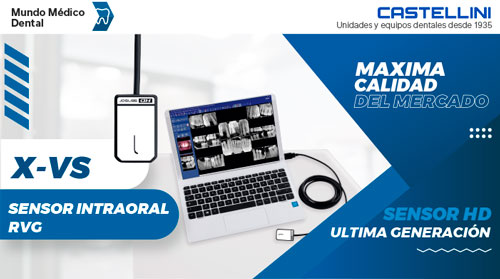 Mundo Médico
Dental
CASTELLINI
Unidades y equipos dentales desde 1935
MAXIMA
CALIDAD
DEL MERCADO
X-VS
SENSOR INTRAORAL
RVG
SENSOR HD
ULTIMA GENERACIÓN